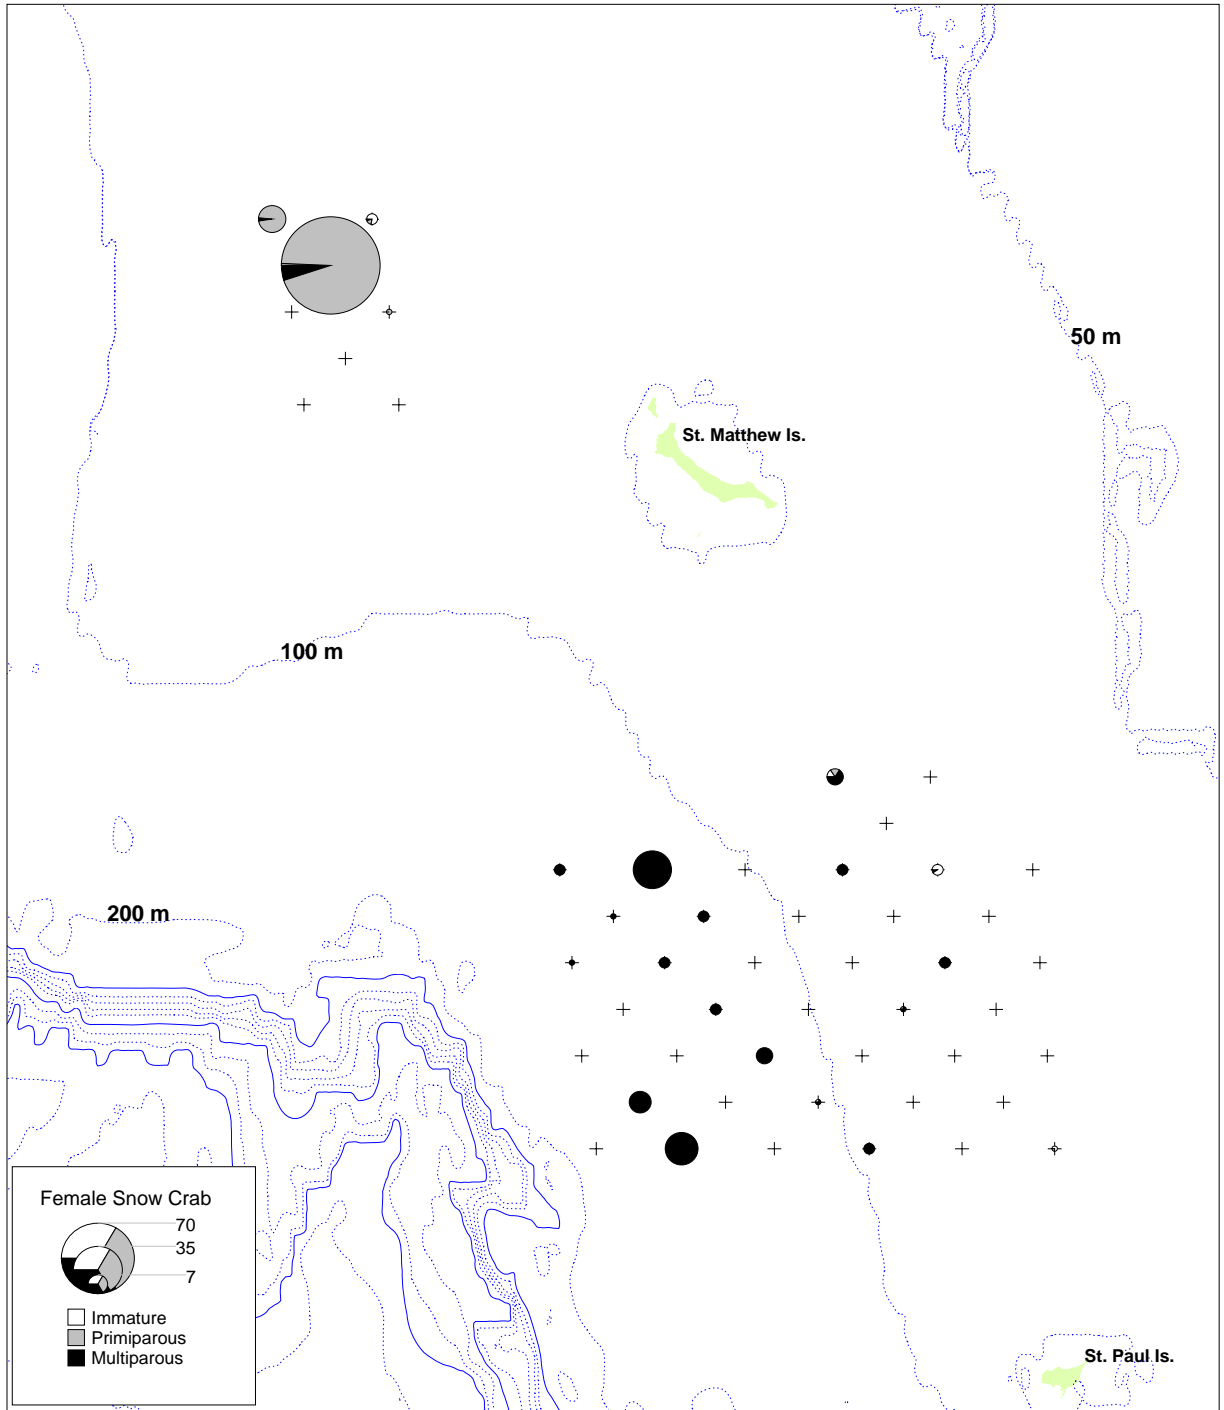 50 m
St. Matthew Is.
100 m
200 m
Female Snow Crab
70
35
7
Immature
Primiparous
Multiparous
St. Paul Is.